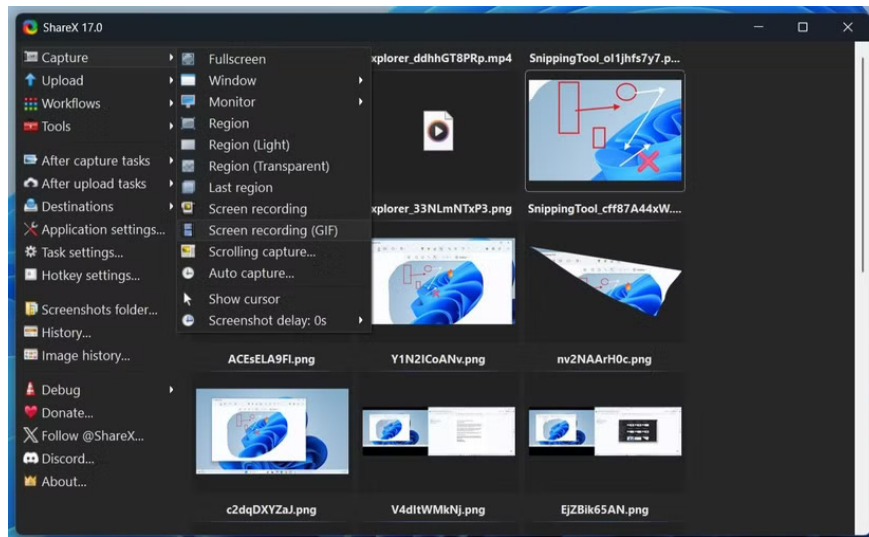 ShareX 17.0
Capture
Upload
Workflows
Tools
After capture tasks
After upload tasks
Destinations
Application settings...
Task settings...
Hotkey settings...
Screenshots folder...
History...
Image history...
Debug
Donate...
Follow @ShareX...
Discord...
About...
Fullscreen
Window
Monitor
Region
Region (Light)
Region (Transparent)
Last region
Screen recording
Screen recording (GIF)
Scrolling capture...
Auto capture...
Show cursor
Screenshot delay: 0s
xplorer_ddhhGT8PRp.mp4
SnippingTool_ol1jhfs7y7.p...
xplorer_33NLmNTxP3.png
SnippingTool_cff87A44xW....
ACEsELA9FI.png
Y1N2ICoANv.png
nv2NAArH0c.png
c2dqDXYZaJ.png
V4dItWMkNj.png
EjZBik65AN.png